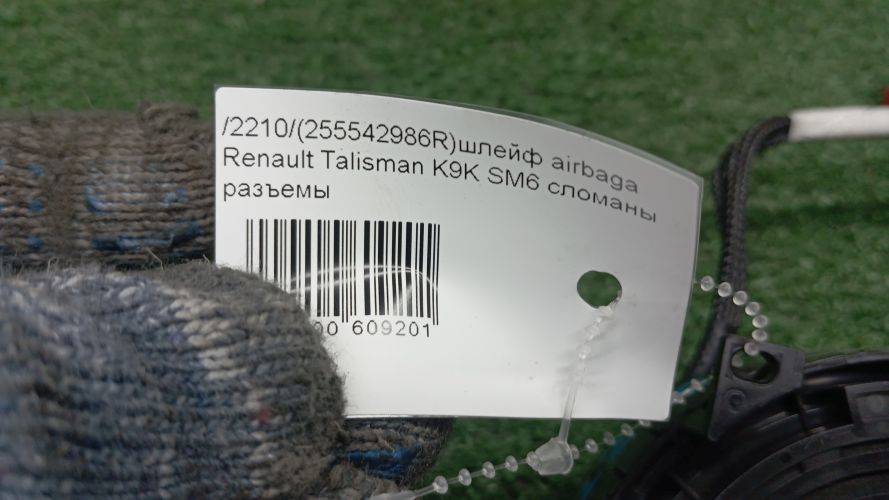 /2210/(255542986R)шлейф airbaga
Renault Talisman K9K SM6 сломаны
разъемы
00 609201